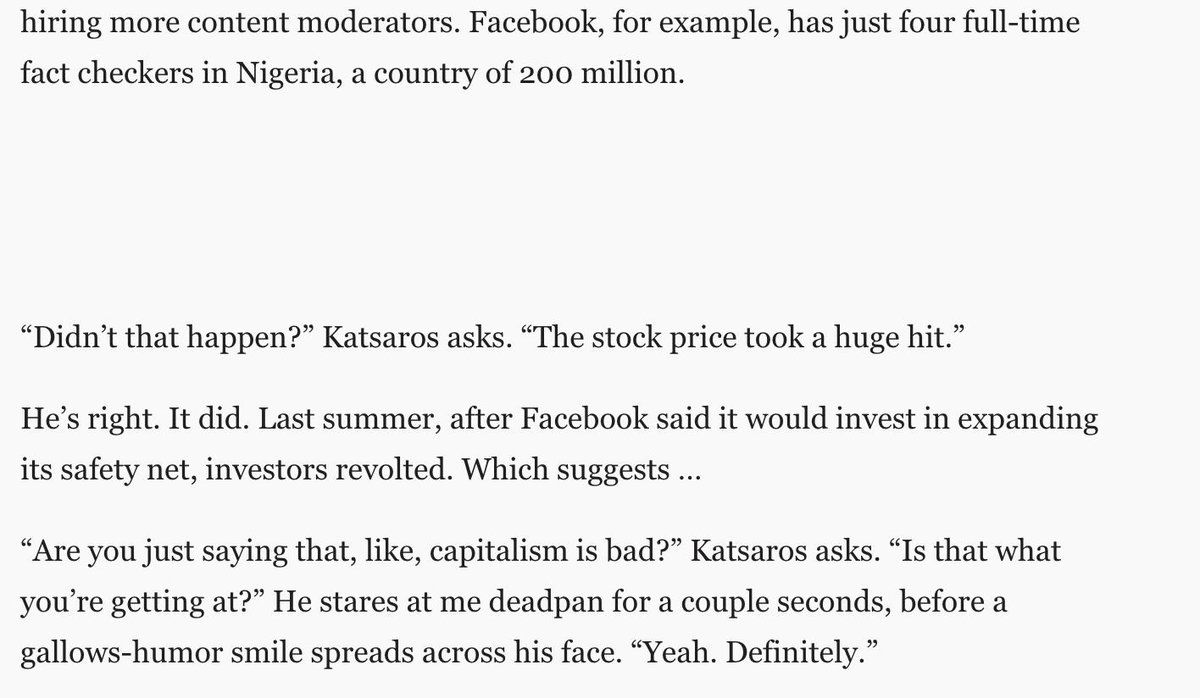 hiring more content moderators. Facebook, for example, has just four full-time
fact checkers in Nigeria, a country of 200 million.
“Didn’t that happen?” Katsaros asks. “The stock price took a huge hit.”
He’s right. It did. Last summer, after Facebook said it would invest in expanding
its safety net, investors revolted. Which suggests ...
“Are you just saying that, like, capitalism is bad?” Katsaros asks. “Is that what
you’re getting at?” He stares at me deadpan for a couple seconds, before a
gallows-humor smile spreads across his face. “Yeah. Definitely.”